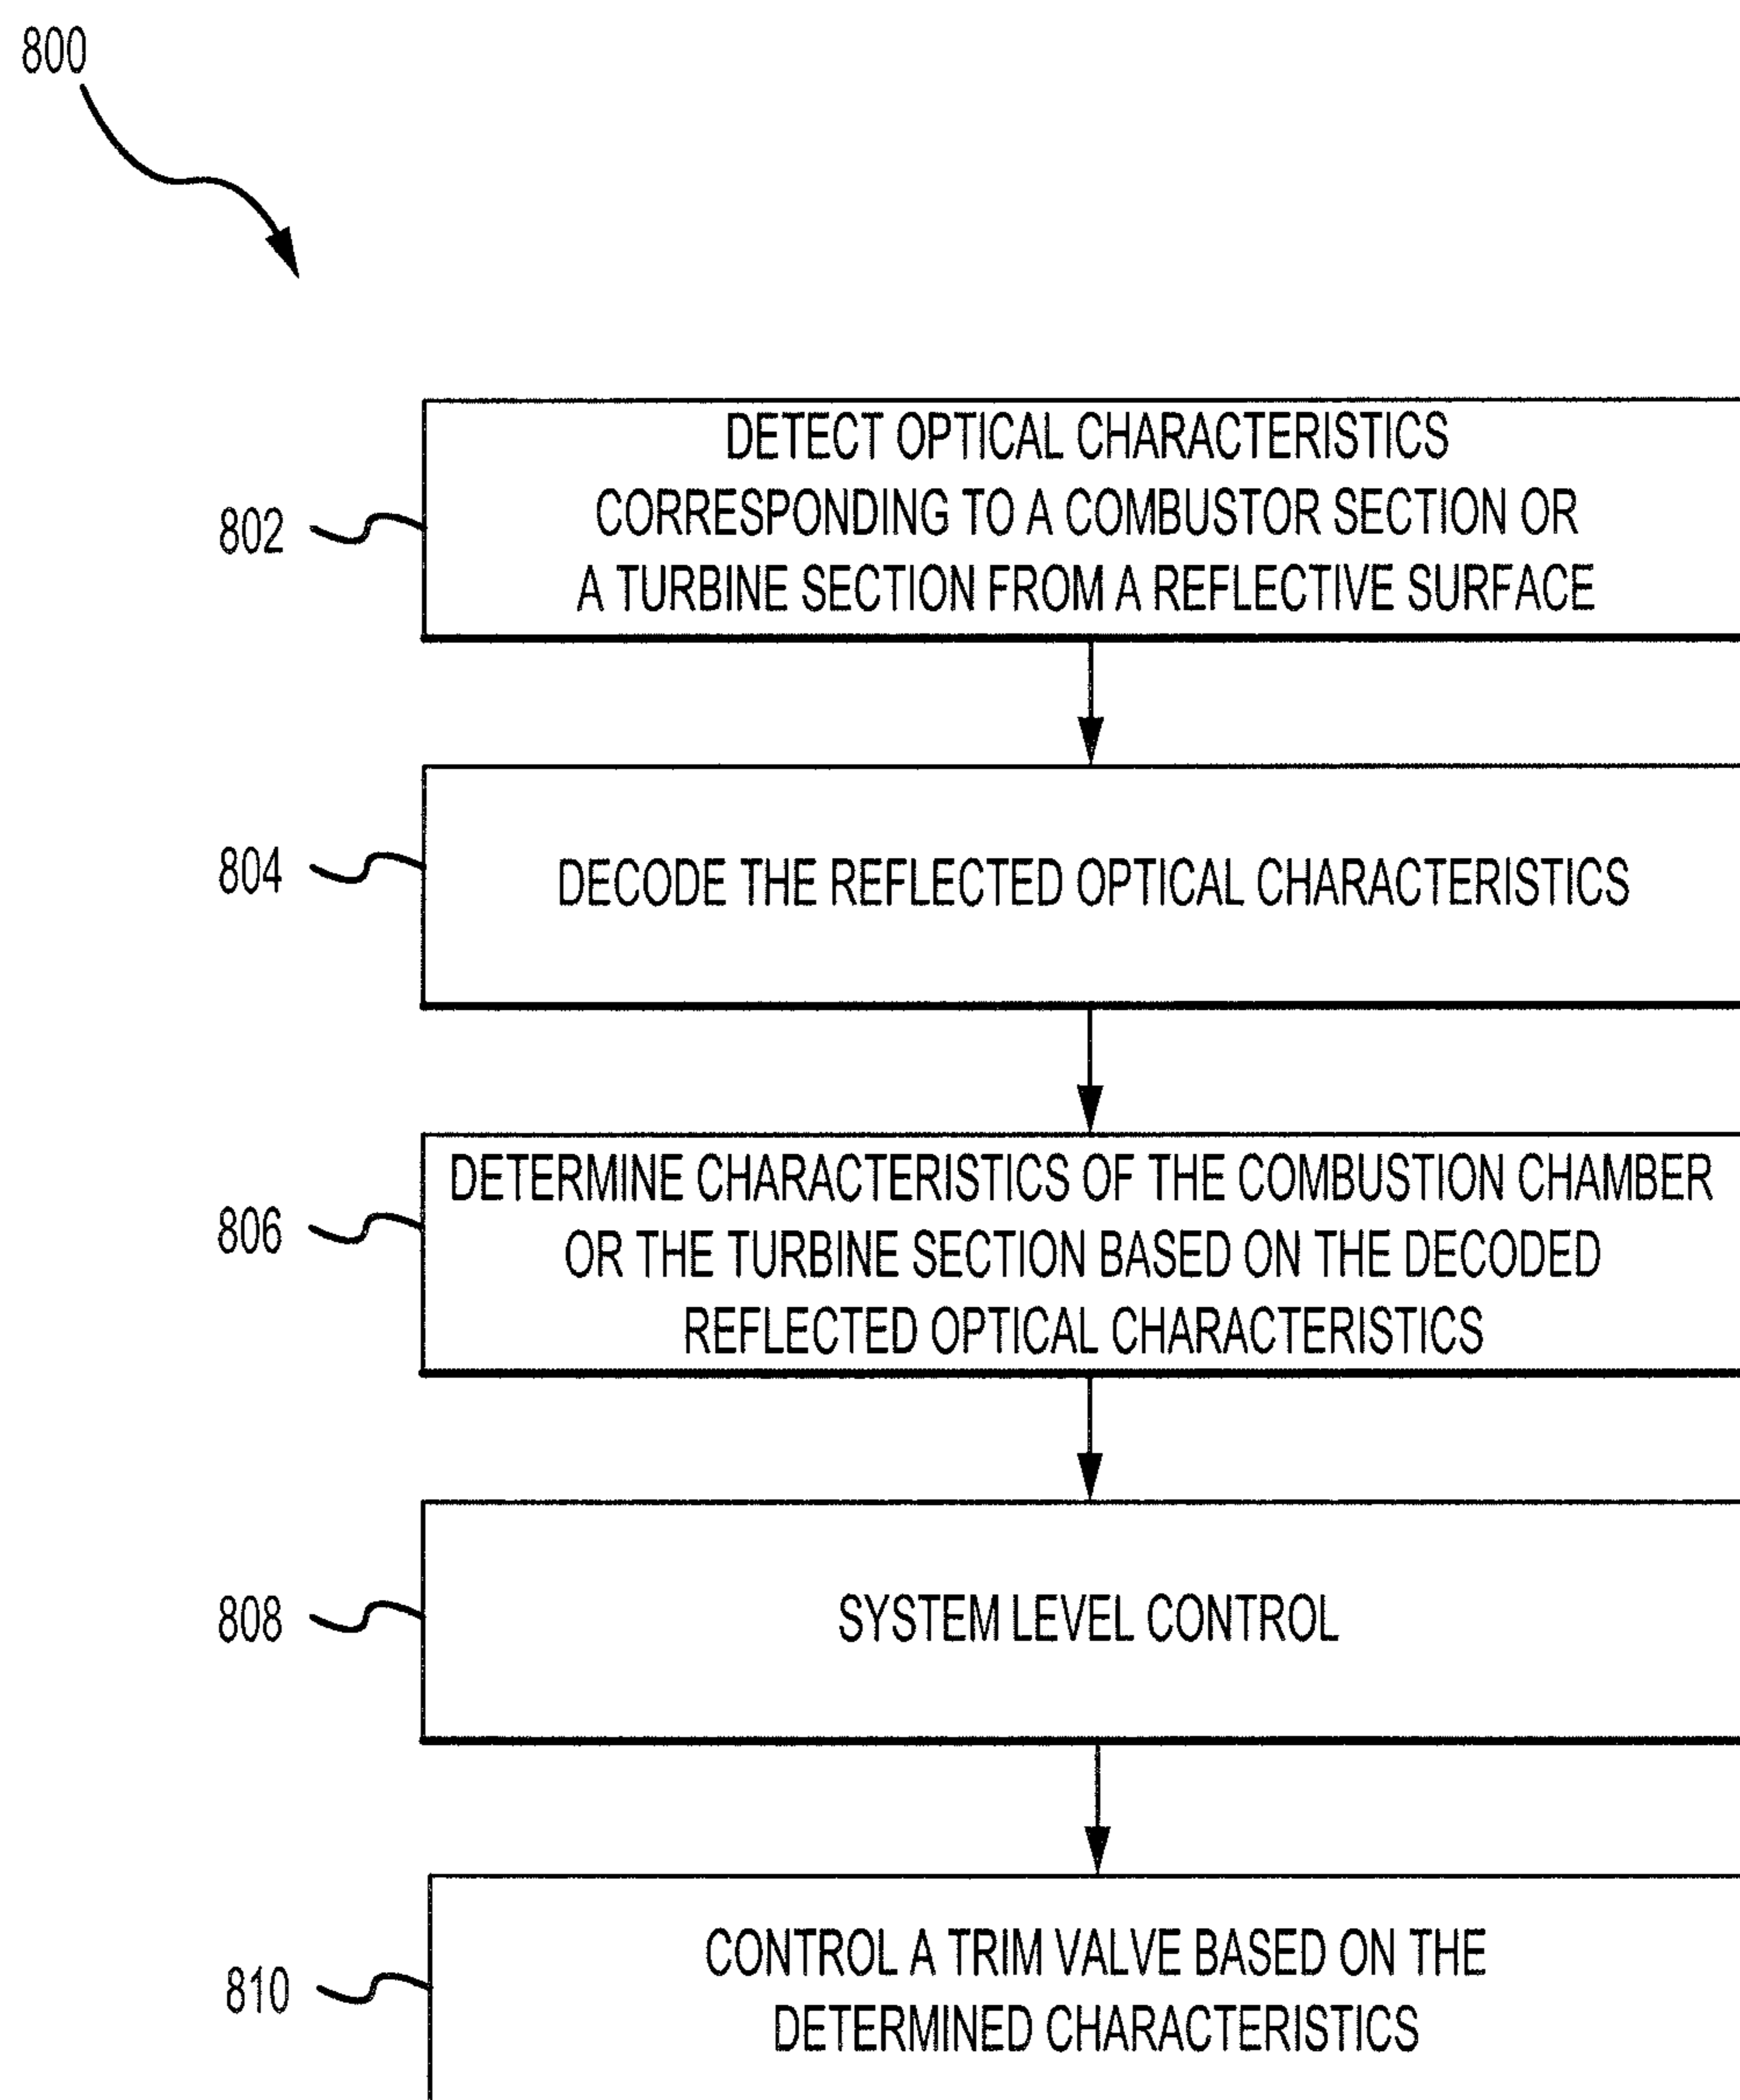 800
802
DETECT OPTICAL CHARACTERISTICS
CORRESPONDING TO A COMBUSTOR SECTION OR
A TURBINE SECTION FROM A REFLECTIVE SURFACE
804
DECODE THE REFLECTED OPTICAL CHARACTERISTICS
806
DETERMINE CHARACTERISTICS OF THE COMBUSTION CHAMBER
OR THE TURBINE SECTION BASED ON THE DECODED
REFLECTED OPTICAL CHARACTERISTICS
808
SYSTEM LEVEL CONTROL
810
CONTROL A TRIM VALVE BASED ON THE
DETERMINED CHARACTERISTICS